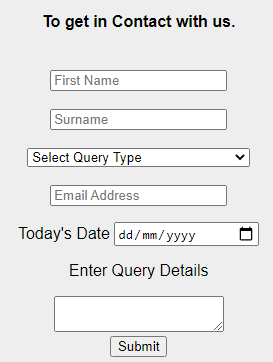 To get in Contact with us.
First Name
Surname
Select Query Type
Email Address
Today's Date dd/mm/yyyy
Enter Query Details
Submit